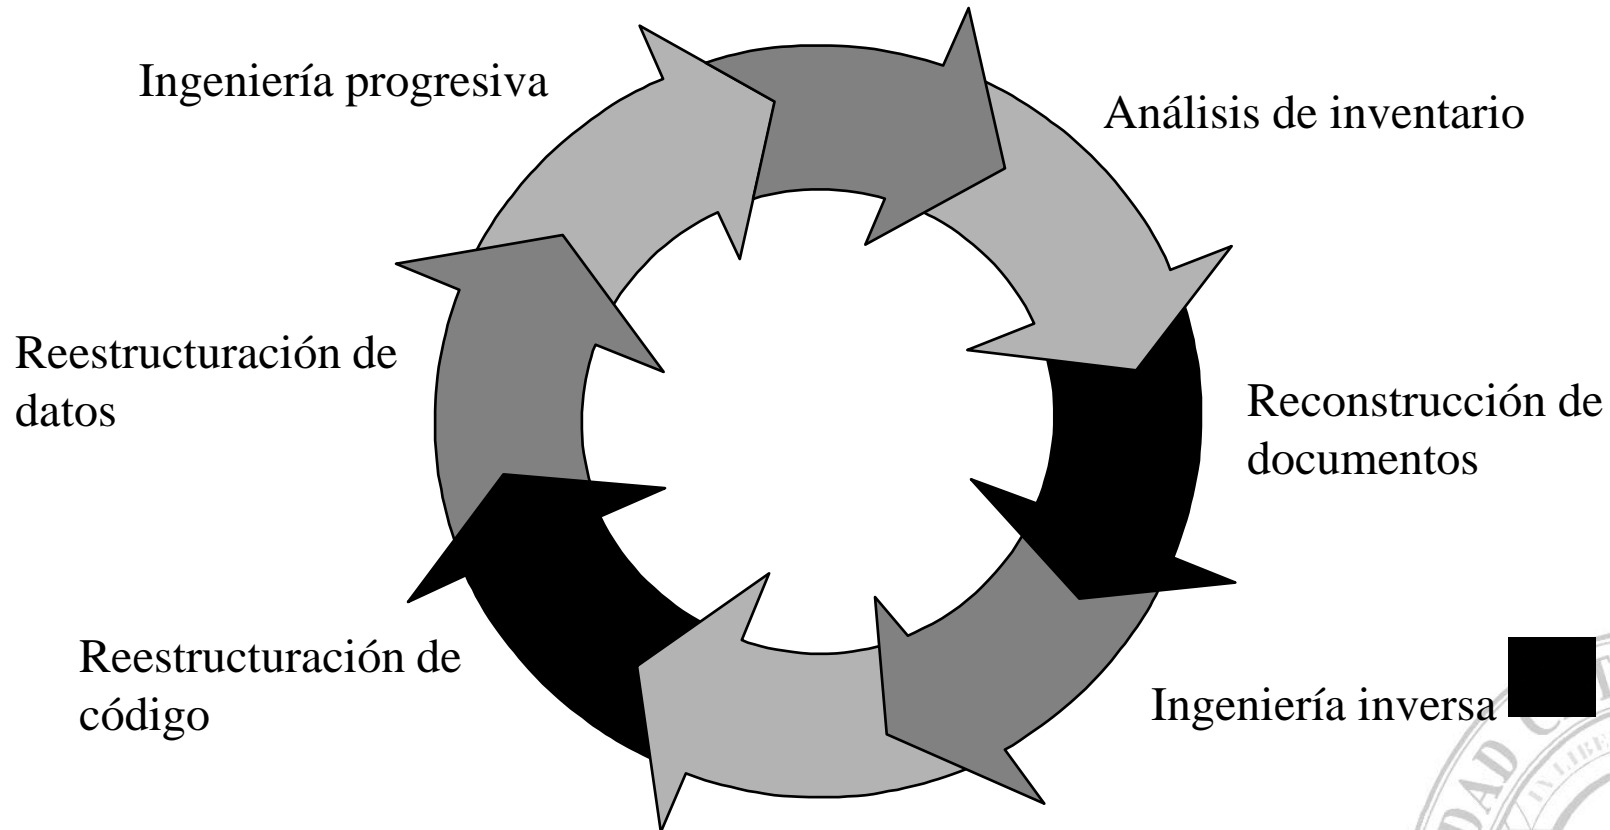 Ingeniería progresiva
Análisis de inventario
Reestructuración de
datos
Reconstrucción de
documentos
Reestructuración de
código
Ingeniería inversa